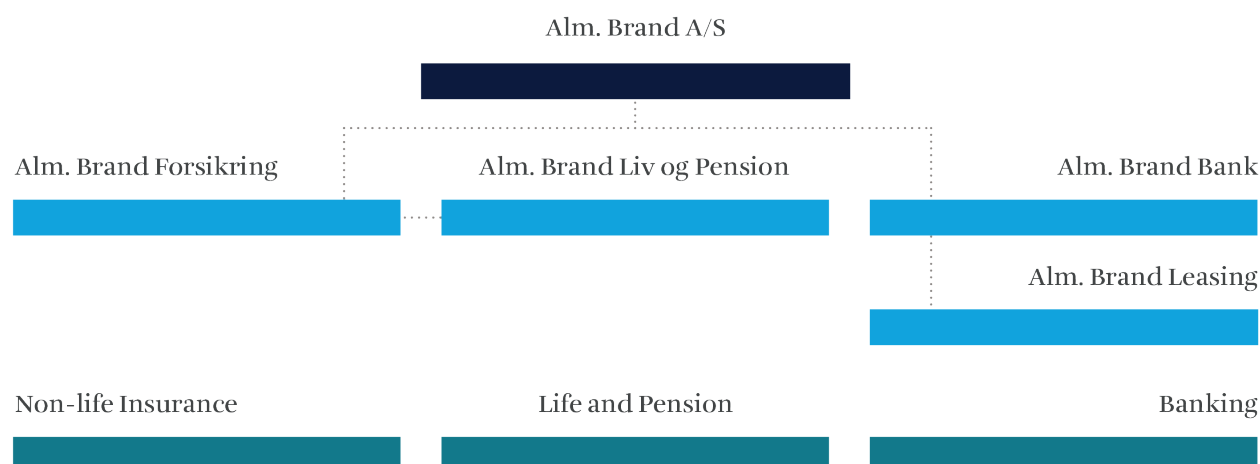 Alm. Brand A/S
Alm. Brand Forsikring
Alm. Brand Liv og Pension
Alm. Brand Bank
Alm. Brand Leasing
Non-life Insurance
Life and Pension
Banking